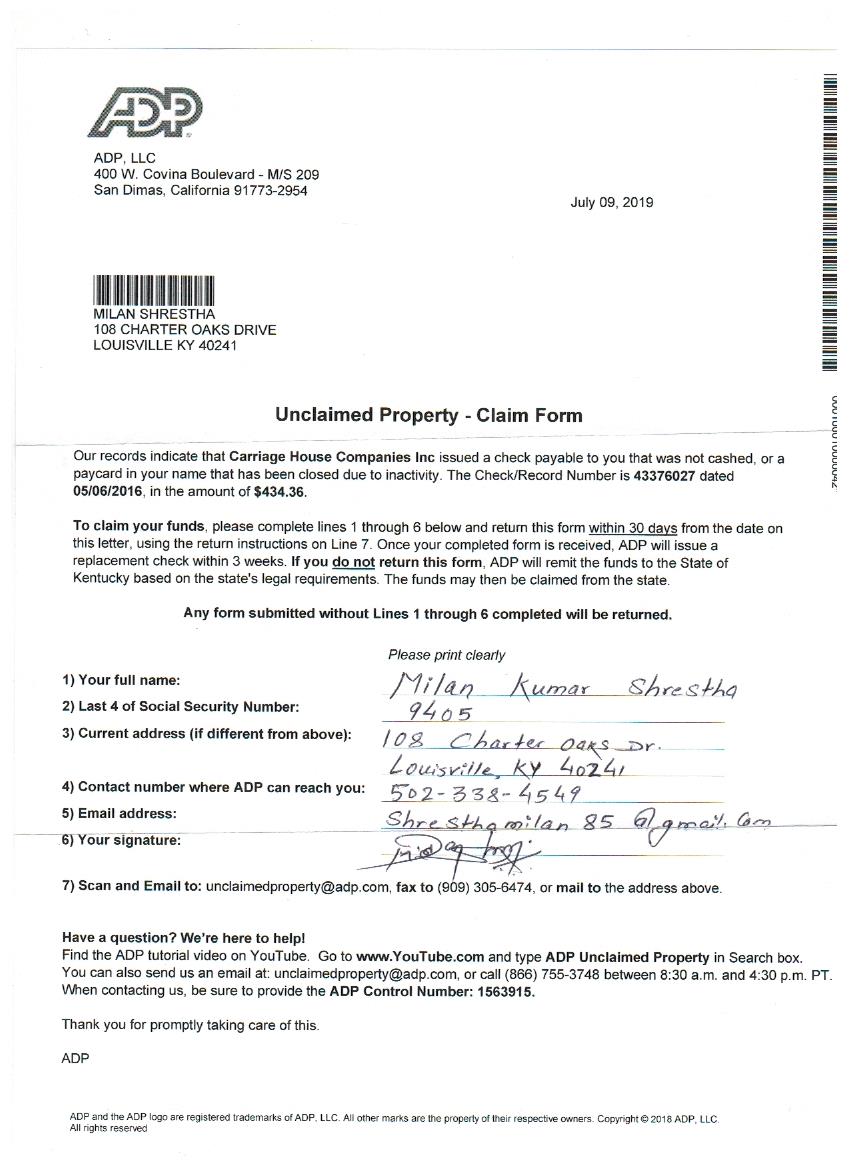 ADP
ADP, LLC
400 W. Covina Boulevard - M/S 209
San Dimas, California 91773-2954
July 09, 2019
MILAN SHRESTHA
108 CHARTER OAKS DRIVE
LOUISVILLE KY 40241
Unclaimed Property - Claim Form
Our records indicate that Carriage House Companies Inc issued a check payable to you that was not cashed, or a
paycard in your name that has been closed due to inactivity. The Check/Record Number is 43376027 dated
05/06/2016, in the amount of $434.36.
To claim your funds, please complete lines 1 through 6 below and return this form within 30 days from the date on
this letter, using the return instructions on Line 7. Once your completed form is received, ADP will issue a
replacement check within 3 weeks. If you do not return this form, ADP will remit the funds to the State of
Kentucky based on the state's legal requirements. The funds may then be claimed from the state.
Any form submitted without Lines 1 through 6 completed will be returned.
Please print clearly
1) Your full name: Milan Kumar Shrestha
2) Last 4 of Social Security Number: 9405
3) Current address (if different from above): 108 Charter Oaks Dr.
Louisville, KY 40241
4) Contact number where ADP can reach you: 502-338-4549
5) Email address: Shresthamilan 85 @gmail.com
6) Your signature:
7) Scan and Email to: unclaimedproperty@adp.com, fax to (909) 305-6474, or mail to the address above.
Have a question? We're here to help!
Find the ADP tutorial video on YouTube. Go to www.YouTube.com and type ADP Unclaimed Property in Search box.
You can also send us an email at: unclaimedproperty@adp.com, or call (866) 755-3748 between 8:30 a.m. and 4:30 p.m. PT.
When contacting us, be sure to provide the ADP Control Number: 1563915.
Thank you for promptly taking care of this.
ADP
ADP and the ADP logo are registered trademarks of ADP, LLC. All other marks are the property of their respective owners. Copyright © 2018 ADP, LLC.
All rights reserved